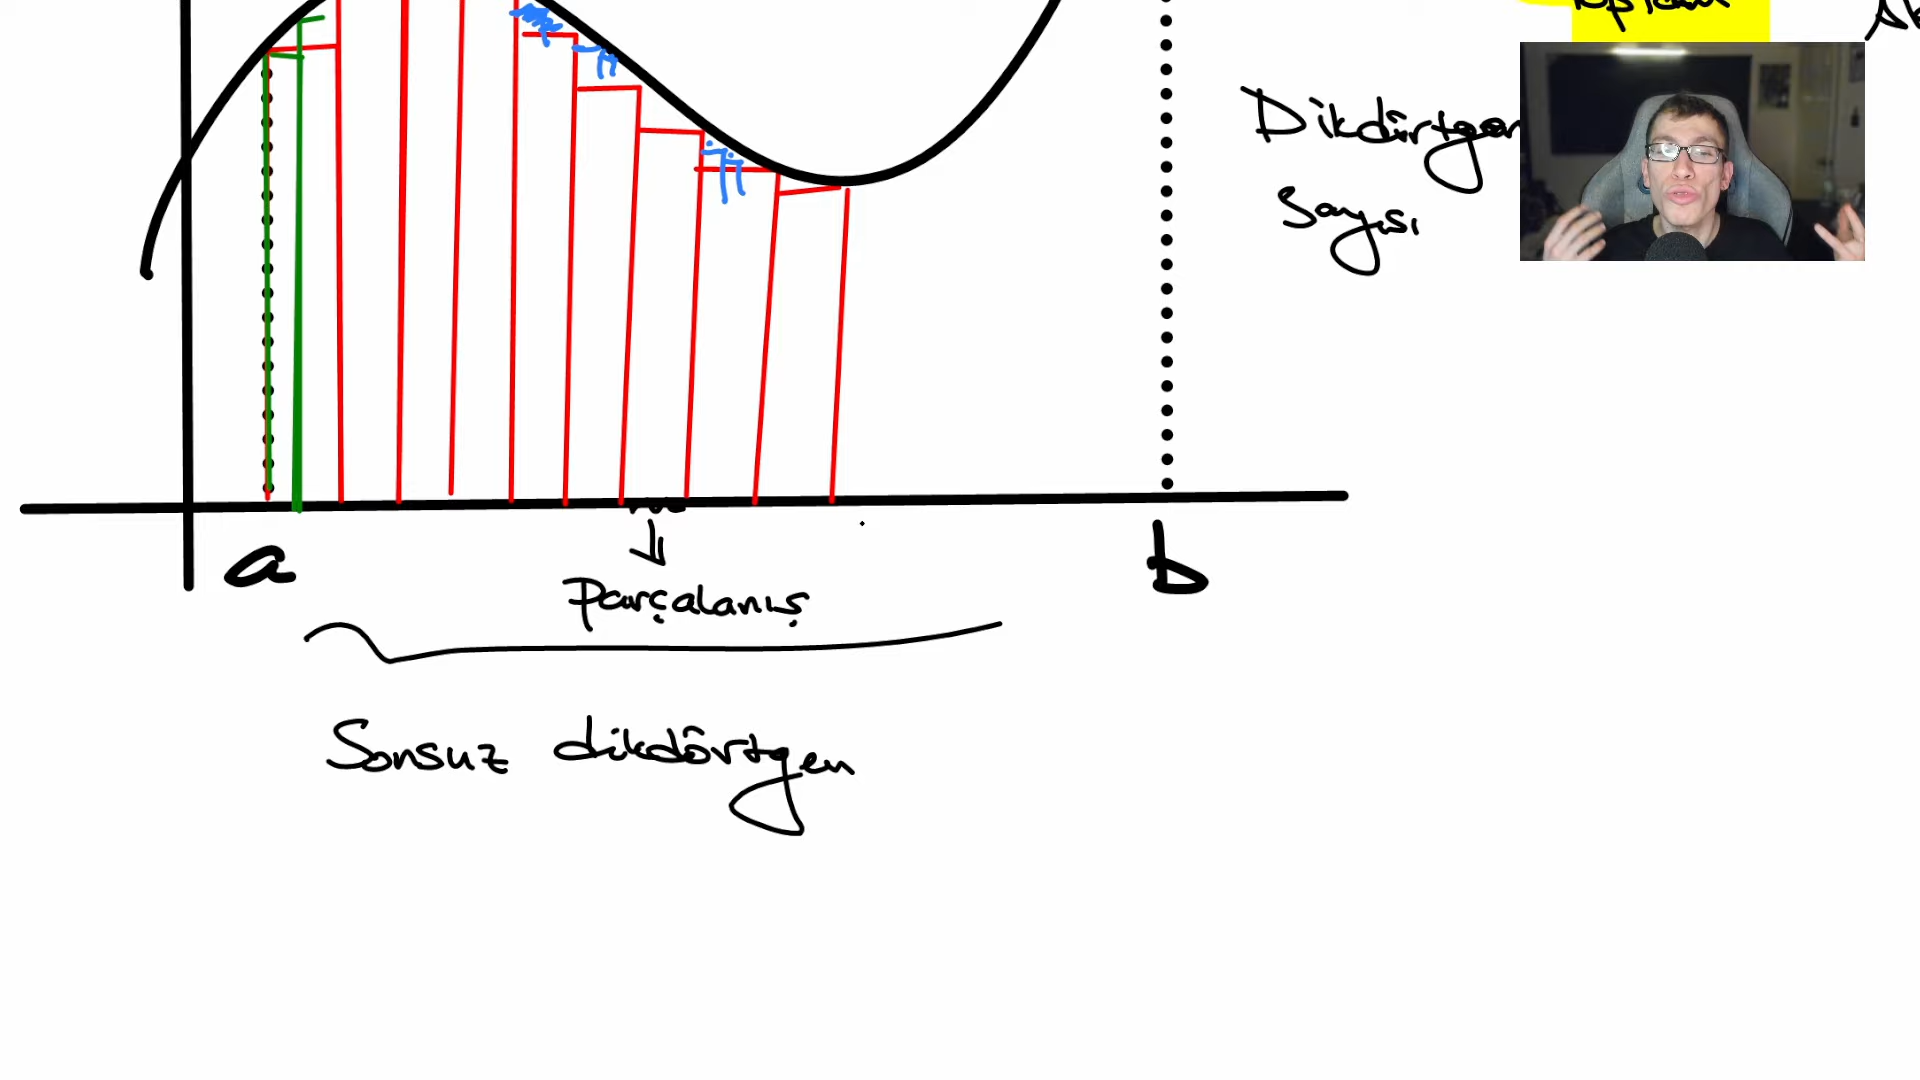 Dikdörtgen
Sayısı
a
b
Parçalanış
Sonsuz dikdörtgen